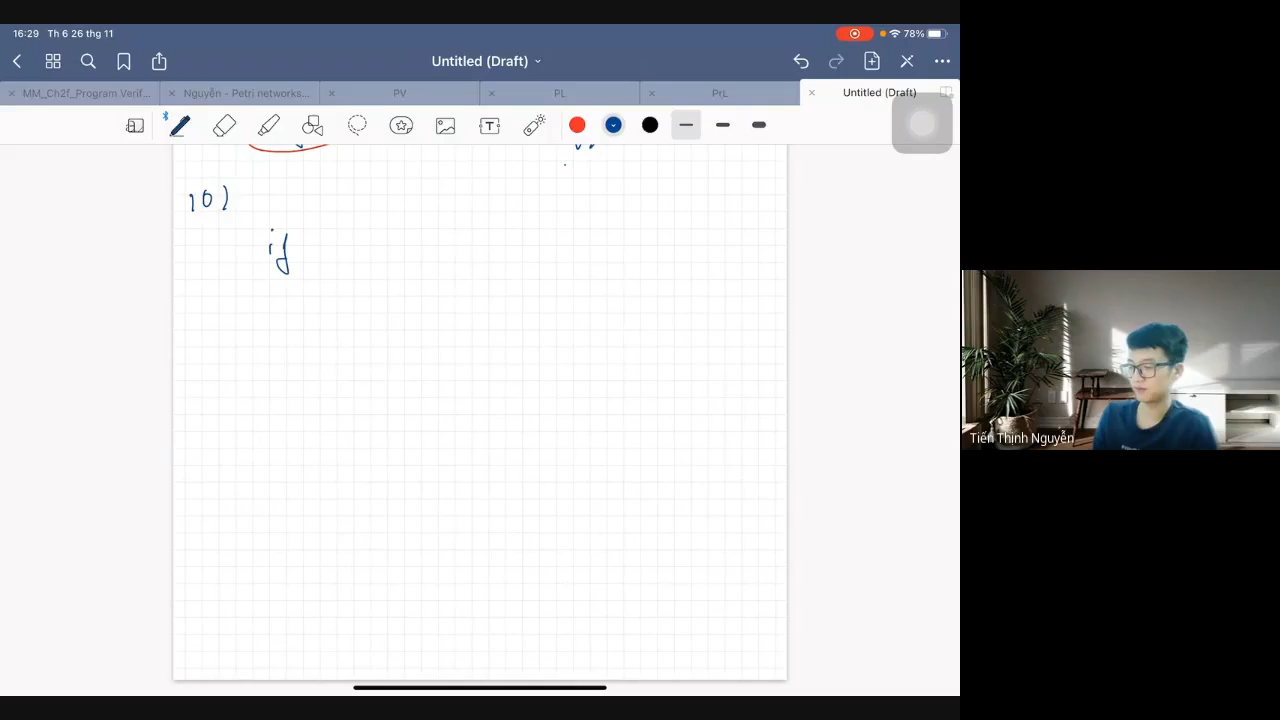 16:29 Th 6 26 thg 11 78%
Untitled (Draft)
MM_Ch2f_Program Verif... Nguyễn - Petri networks... PV PL PrL Untitled (Draft)
10)
if
Tiến Thịnh Nguyễn